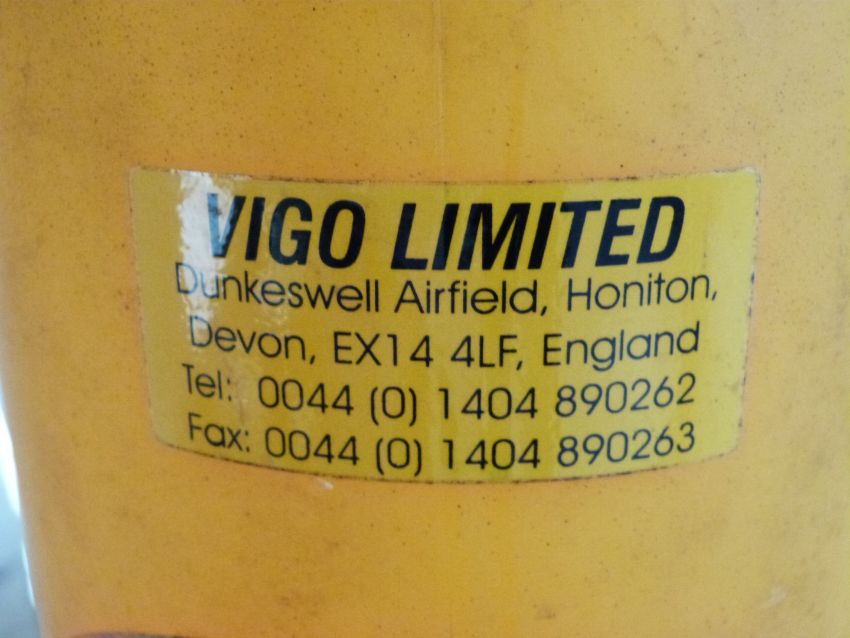 VIGO LIMITED
Dunkeswell Airfield, Honiton,
Devon, EX14 4LF, England
Tel: 0044 (0) 1404 890262
Fax: 0044 (0) 1404 890263